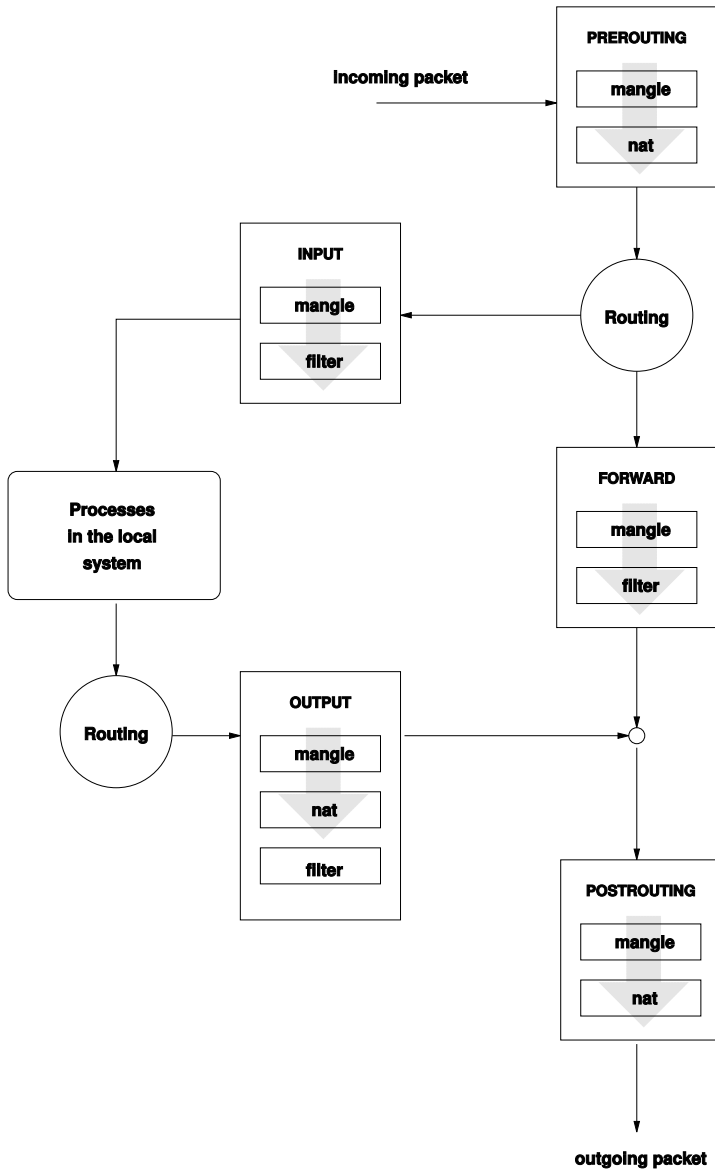 PREROUTING
Incoming packet
mangle
nat
INPUT
mangle
filter
Routing
Processes
in the local
system
FORWARD
mangle
filter
Routing
OUTPUT
mangle
nat
filter
POSTROUTING
mangle
nat
outgoing packet